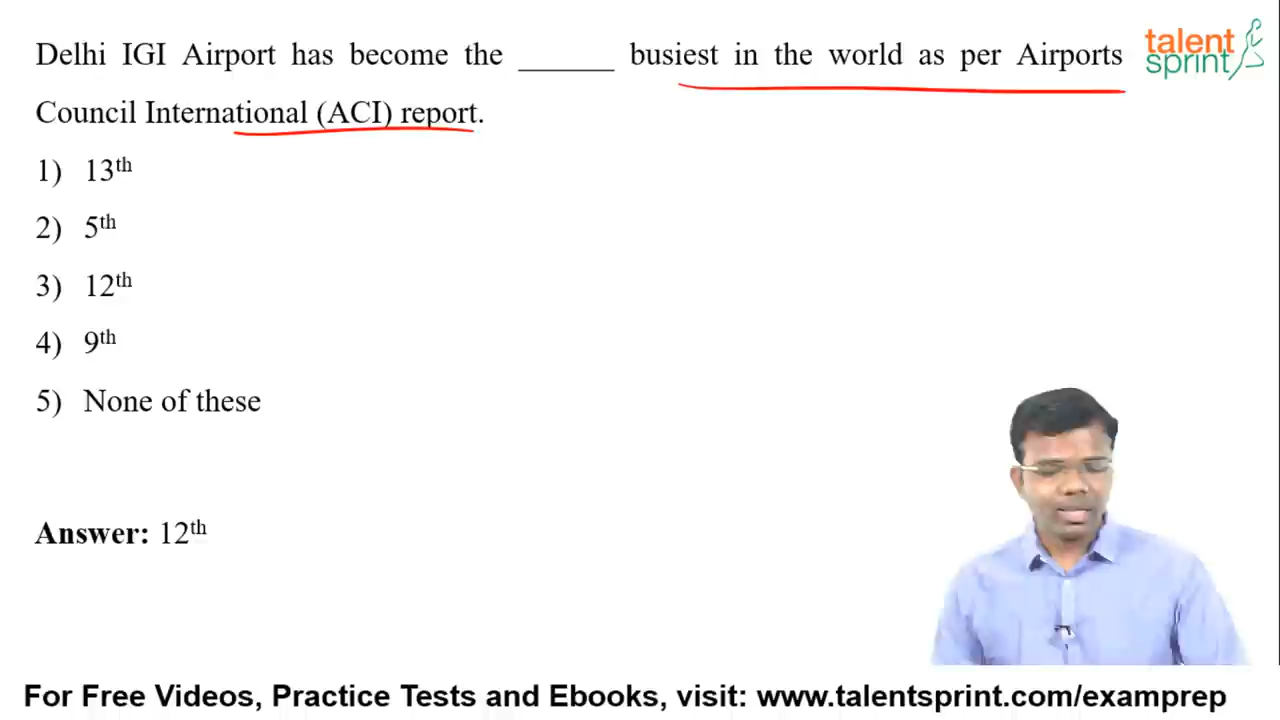 Delhi IGI Airport has become the ______ busiest in the world as per Airports
talent
sprint
Council International (ACI) report.
1) 13th
2) 5th
3) 12th
4) 9th
5) None of these
Answer: 12th
For Free Videos, Practice Tests and Ebooks, visit: www.talentsprint.com/examprep